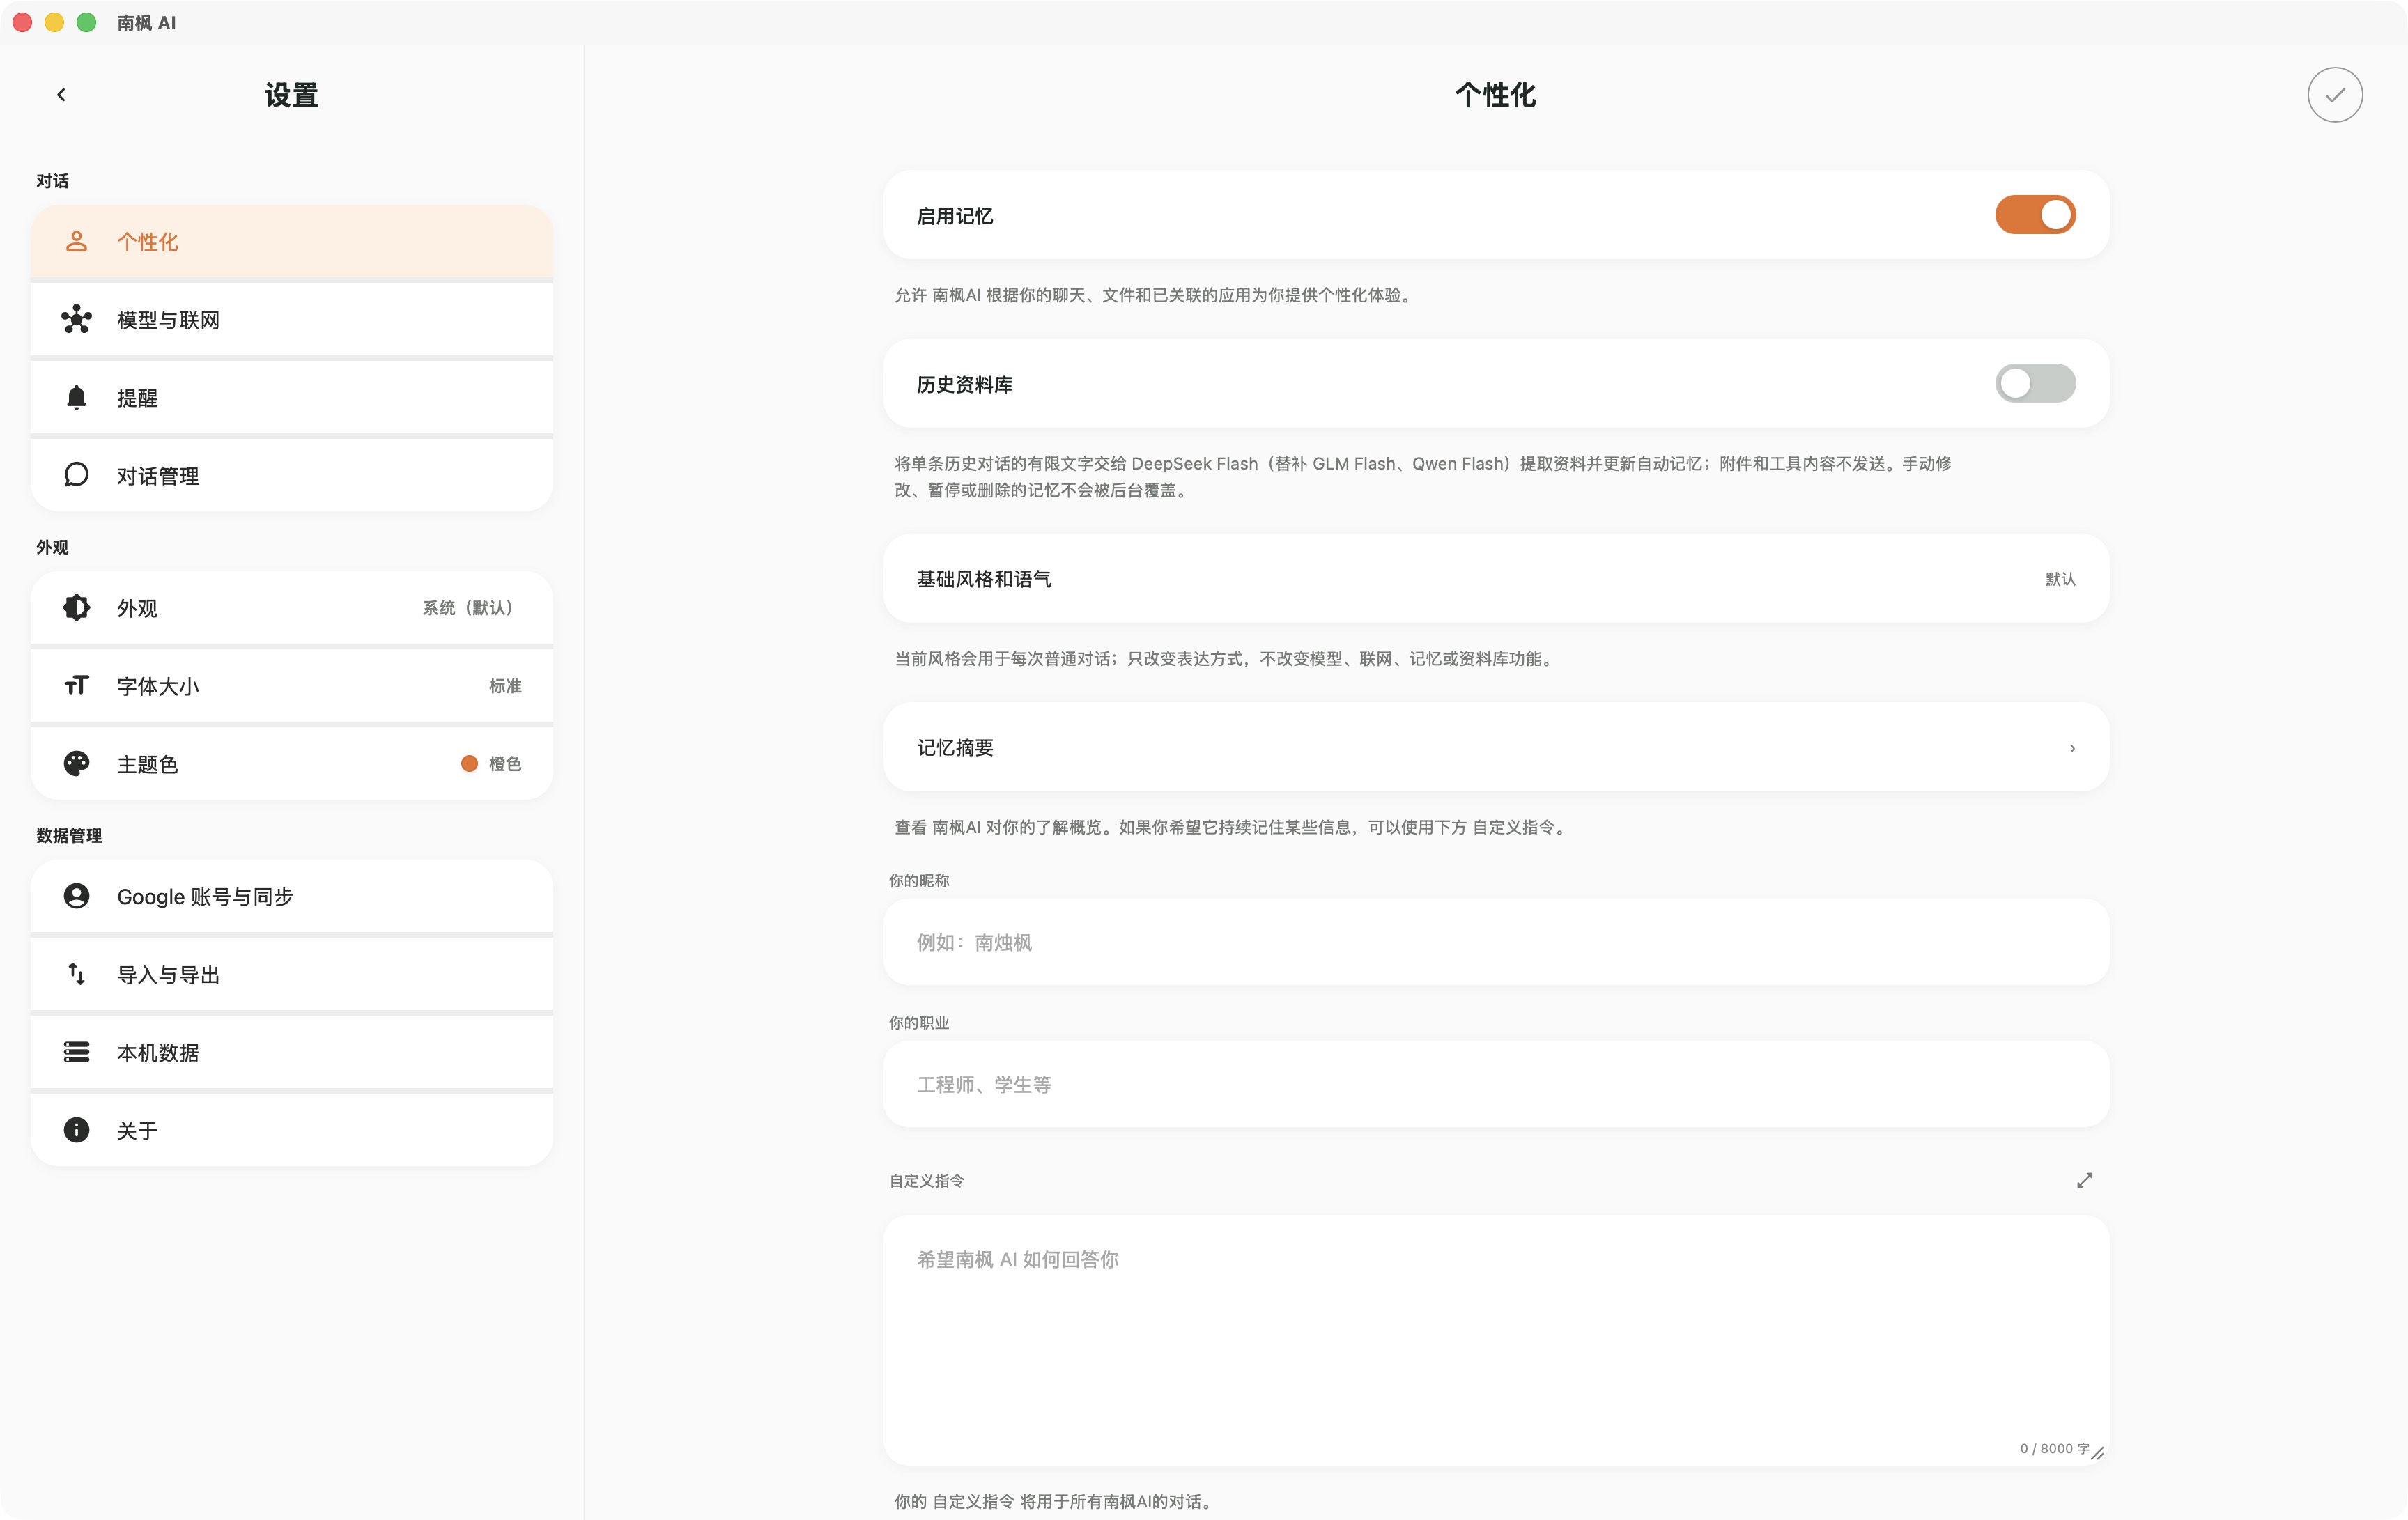 南枫 AI
设置
对话
个性化
模型与联网
提醒
对话管理
外观
外观
系统（默认）
字体大小
标准
主题色
橙色
数据管理
Google 账号与同步
导入与导出
本机数据
关于
个性化
启用记忆
允许 南枫AI 根据你的聊天、文件和已关联的应用为你提供个性化体验。
历史资料库
将单条历史对话的有限文字交给 DeepSeek Flash（替补 GLM Flash、Qwen Flash）提取资料并更新自动记忆；附件和工具内容不发送。手动修
改、暂停或删除的记忆不会被后台覆盖。
基础风格和语气
默认
当前风格会用于每次普通对话；只改变表达方式，不改变模型、联网、记忆或资料库功能。
记忆摘要
查看 南枫AI 对你的了解概览。如果你希望它持续记住某些信息，可以使用下方 自定义指令。
你的昵称
例如：南烛枫
你的职业
工程师、学生等
自定义指令
希望南枫 AI 如何回答你
0 / 8000 字
你的 自定义指令 将用于所有南枫AI的对话。